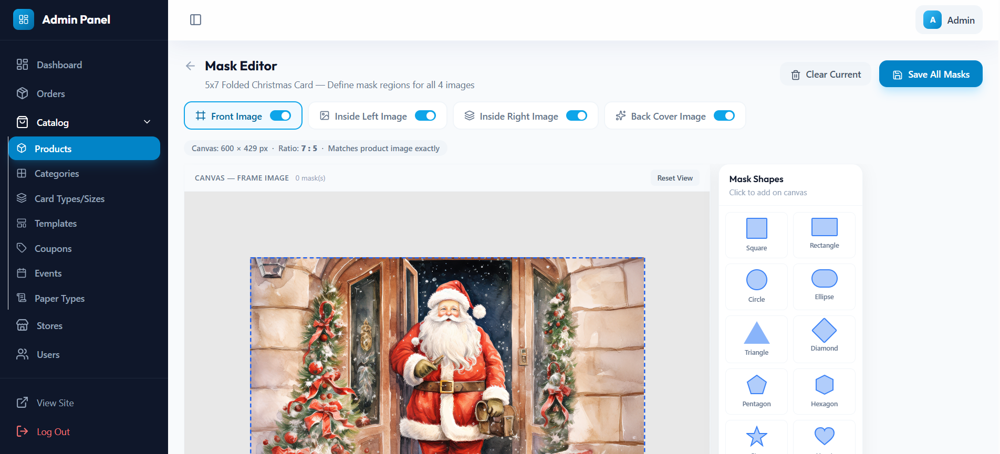 Admin Panel
A Admin
Dashboard
Orders
Catalog
Products
Categories
Card Types/Sizes
Templates
Coupons
Events
Paper Types
Stores
Users
View Site
Log Out
Mask Editor
5x7 Folded Christmas Card — Define mask regions for all 4 images
Clear Current
Save All Masks
Front Image
Inside Left Image
Inside Right Image
Back Cover Image
Canvas: 600 × 429 px · Ratio: 7 : 5 · Matches product image exactly
CANVAS — FRAME IMAGE 0 mask(s)
Reset View
Mask Shapes
Click to add on canvas
Square
Rectangle
Circle
Ellipse
Triangle
Diamond
Pentagon
Hexagon